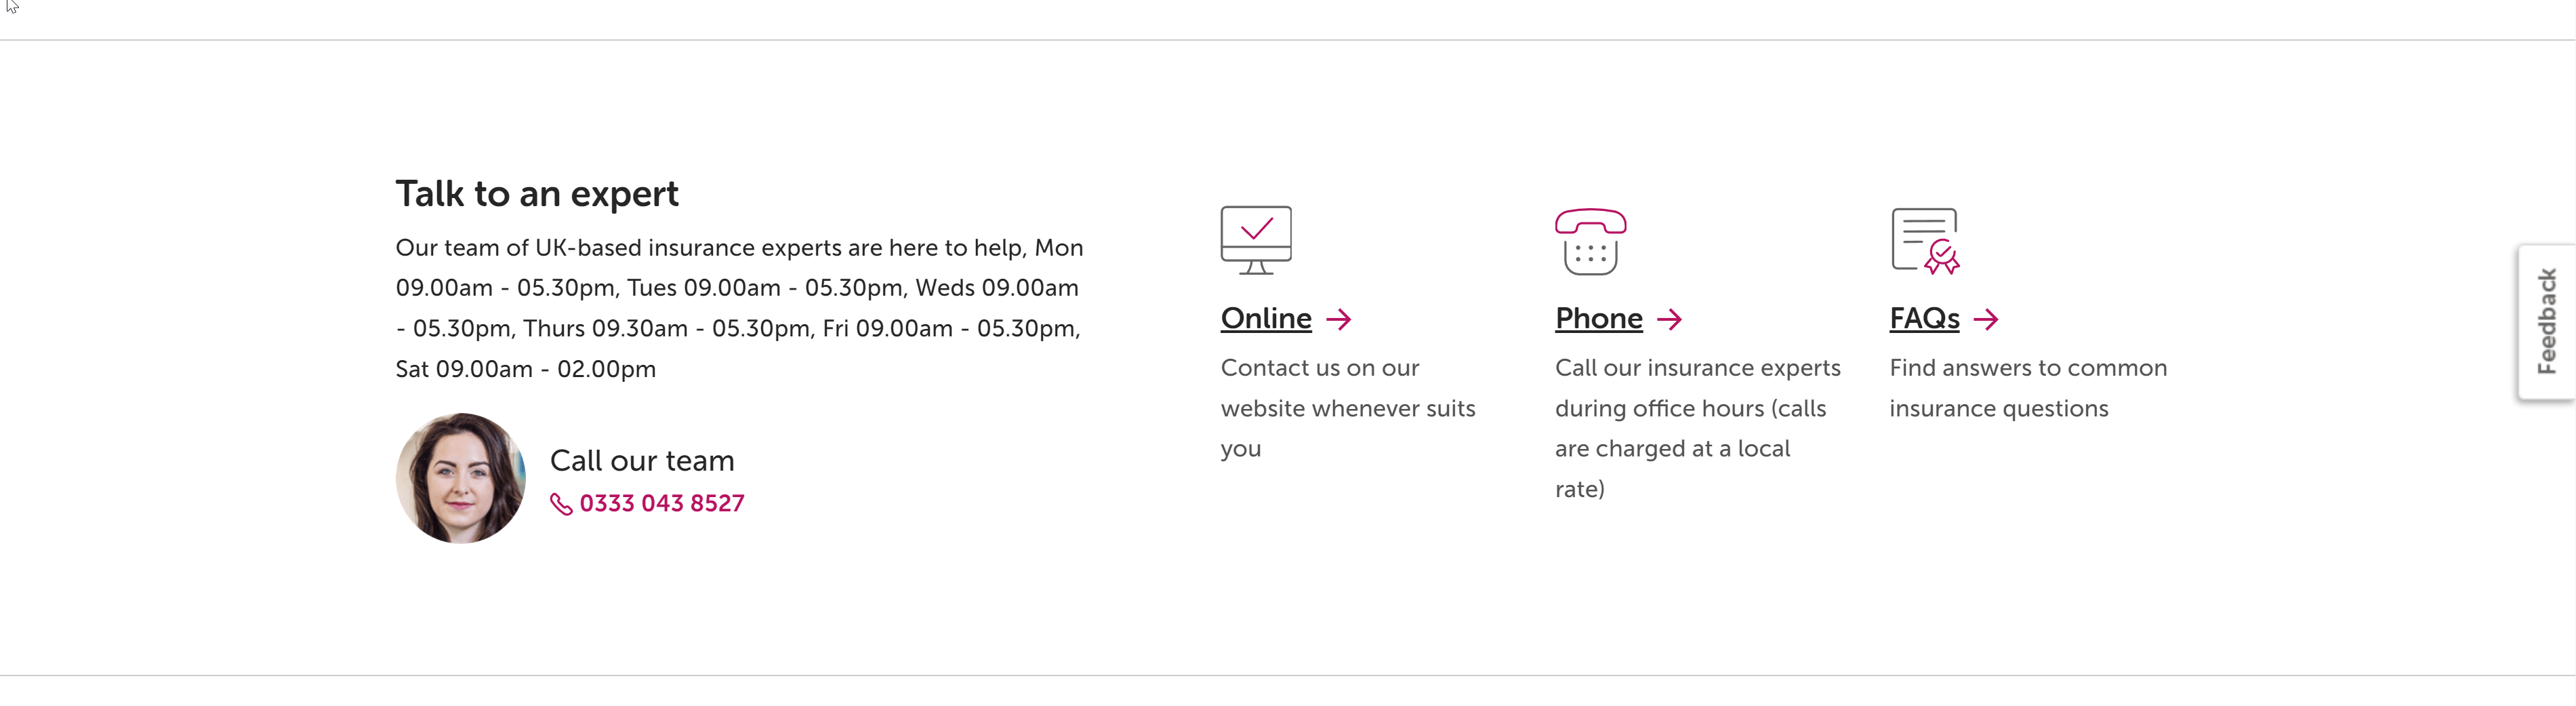 Talk to an expert
Our team of UK-based insurance experts are here to help, Mon
09.00am - 05.30pm, Tues 09.00am - 05.30pm, Weds 09.00am
- 05.30pm, Thurs 09.30am - 05.30pm, Fri 09.00am - 05.30pm,
Sat 09.00am - 02.00pm
Call our team
0333 043 8527
Online
Contact us on our
website whenever suits
you
Phone
Call our insurance experts
during office hours (calls
are charged at a local
rate)
FAQs
Find answers to common
insurance questions
Feedback